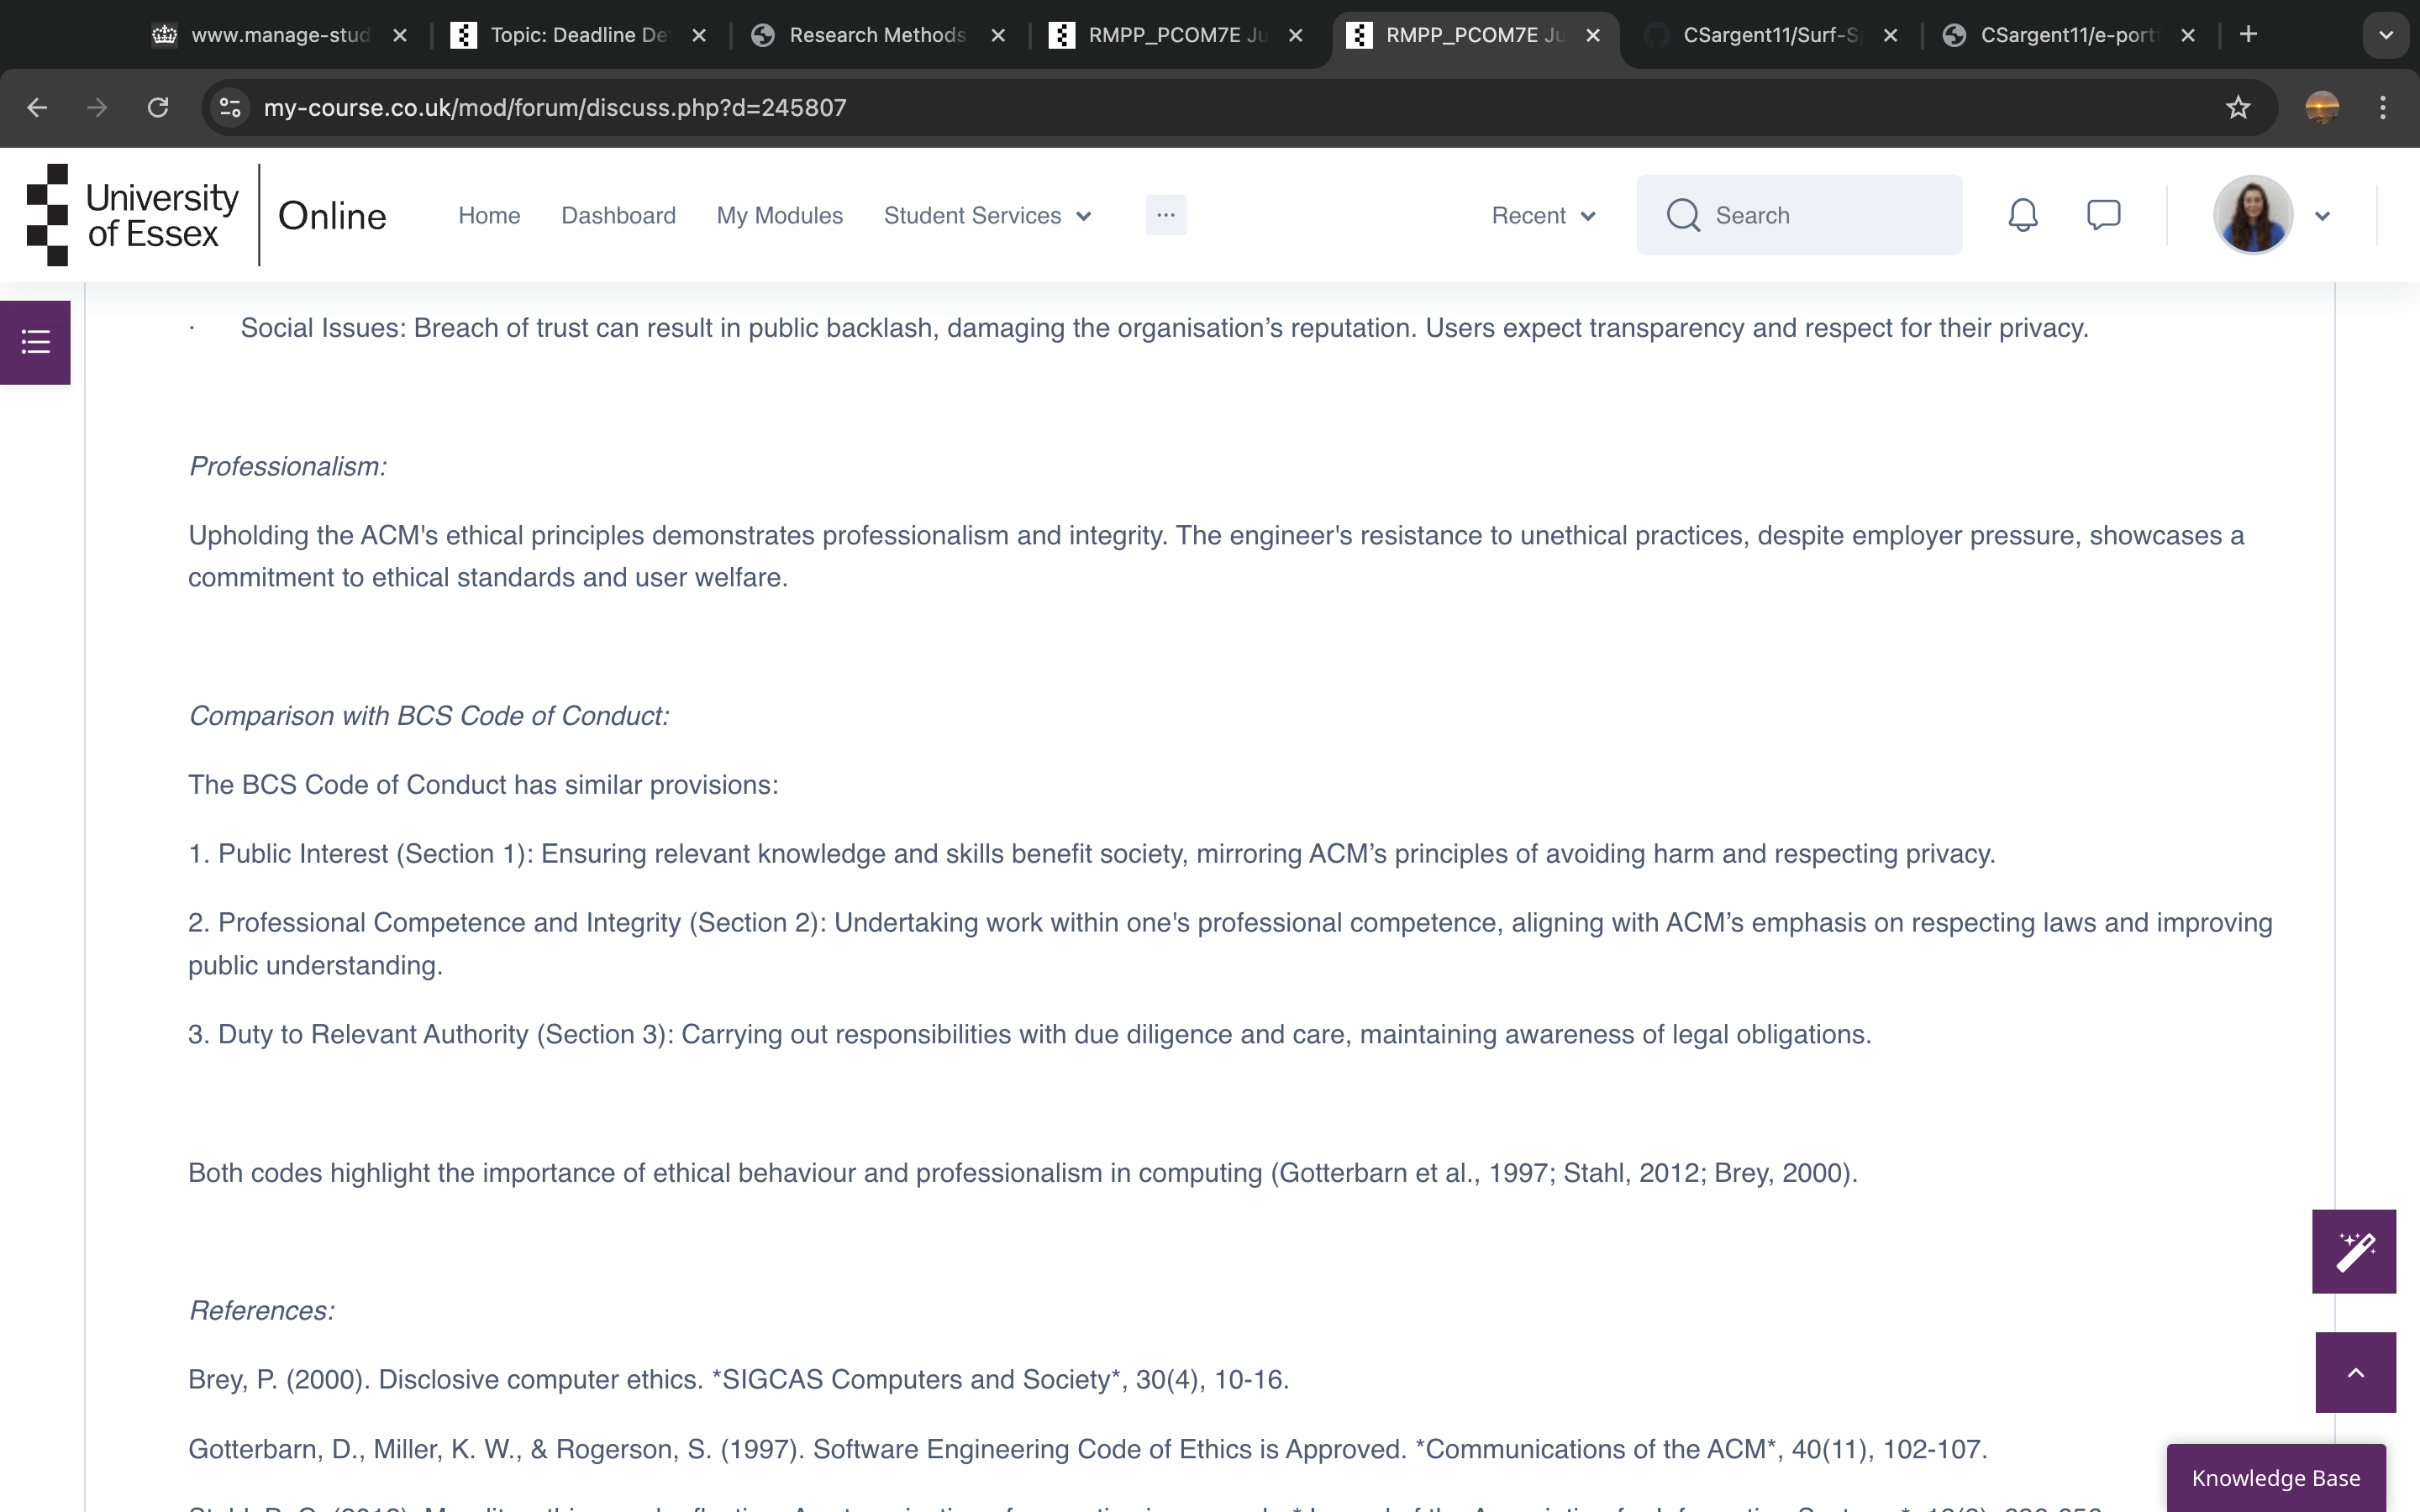 www.manage-stud
Topic: Deadline De
Research Methods
RMPP_PCOM7E Ju
RMPP_PCOM7E Ju
CSargent11/Surf-S
CSargent11/e-port
my-course.co.uk/mod/forum/discuss.php?d=245807
University
of Essex
Online
Home
Dashboard
My Modules
Student Services
Recent
Search
· Social Issues: Breach of trust can result in public backlash, damaging the organisation’s reputation. Users expect transparency and respect for their privacy.
Professionalism:
Upholding the ACM's ethical principles demonstrates professionalism and integrity. The engineer's resistance to unethical practices, despite employer pressure, showcases a
commitment to ethical standards and user welfare.
Comparison with BCS Code of Conduct:
The BCS Code of Conduct has similar provisions:
1. Public Interest (Section 1): Ensuring relevant knowledge and skills benefit society, mirroring ACM’s principles of avoiding harm and respecting privacy.
2. Professional Competence and Integrity (Section 2): Undertaking work within one's professional competence, aligning with ACM’s emphasis on respecting laws and improving
public understanding.
3. Duty to Relevant Authority (Section 3): Carrying out responsibilities with due diligence and care, maintaining awareness of legal obligations.
Both codes highlight the importance of ethical behaviour and professionalism in computing (Gotterbarn et al., 1997; Stahl, 2012; Brey, 2000).
References:
Brey, P. (2000). Disclosive computer ethics. *SIGCAS Computers and Society*, 30(4), 10-16.
Gotterbarn, D., Miller, K. W., & Rogerson, S. (1997). Software Engineering Code of Ethics is Approved. *Communications of the ACM*, 40(11), 102-107.
Knowledge Base